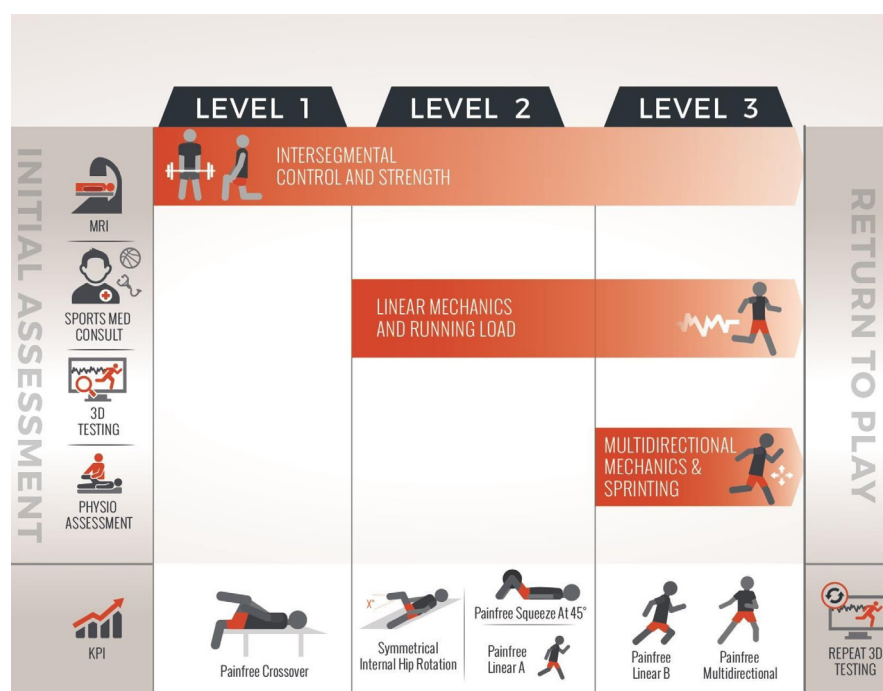 LEVEL 1
LEVEL 2
LEVEL 3
INITIAL ASSESSMENT
MRI
SPORTS MED
CONSULT
3D
TESTING
PHYSIO
ASSESSMENT
INTERSEGMENTAL
CONTROL AND STRENGTH
LINEAR MECHANICS
AND RUNNING LOAD
MULTIDIRECTIONAL
MECHANICS &
SPRINTING
RETURN TO PLAY
KPI
Painfree Crossover
X°
Symmetrical
Internal Hip Rotation
Painfree Squeeze At 45°
Painfree
Linear A
Painfree
Linear B
Painfree
Multidirectional
REPEAT 3D
TESTING